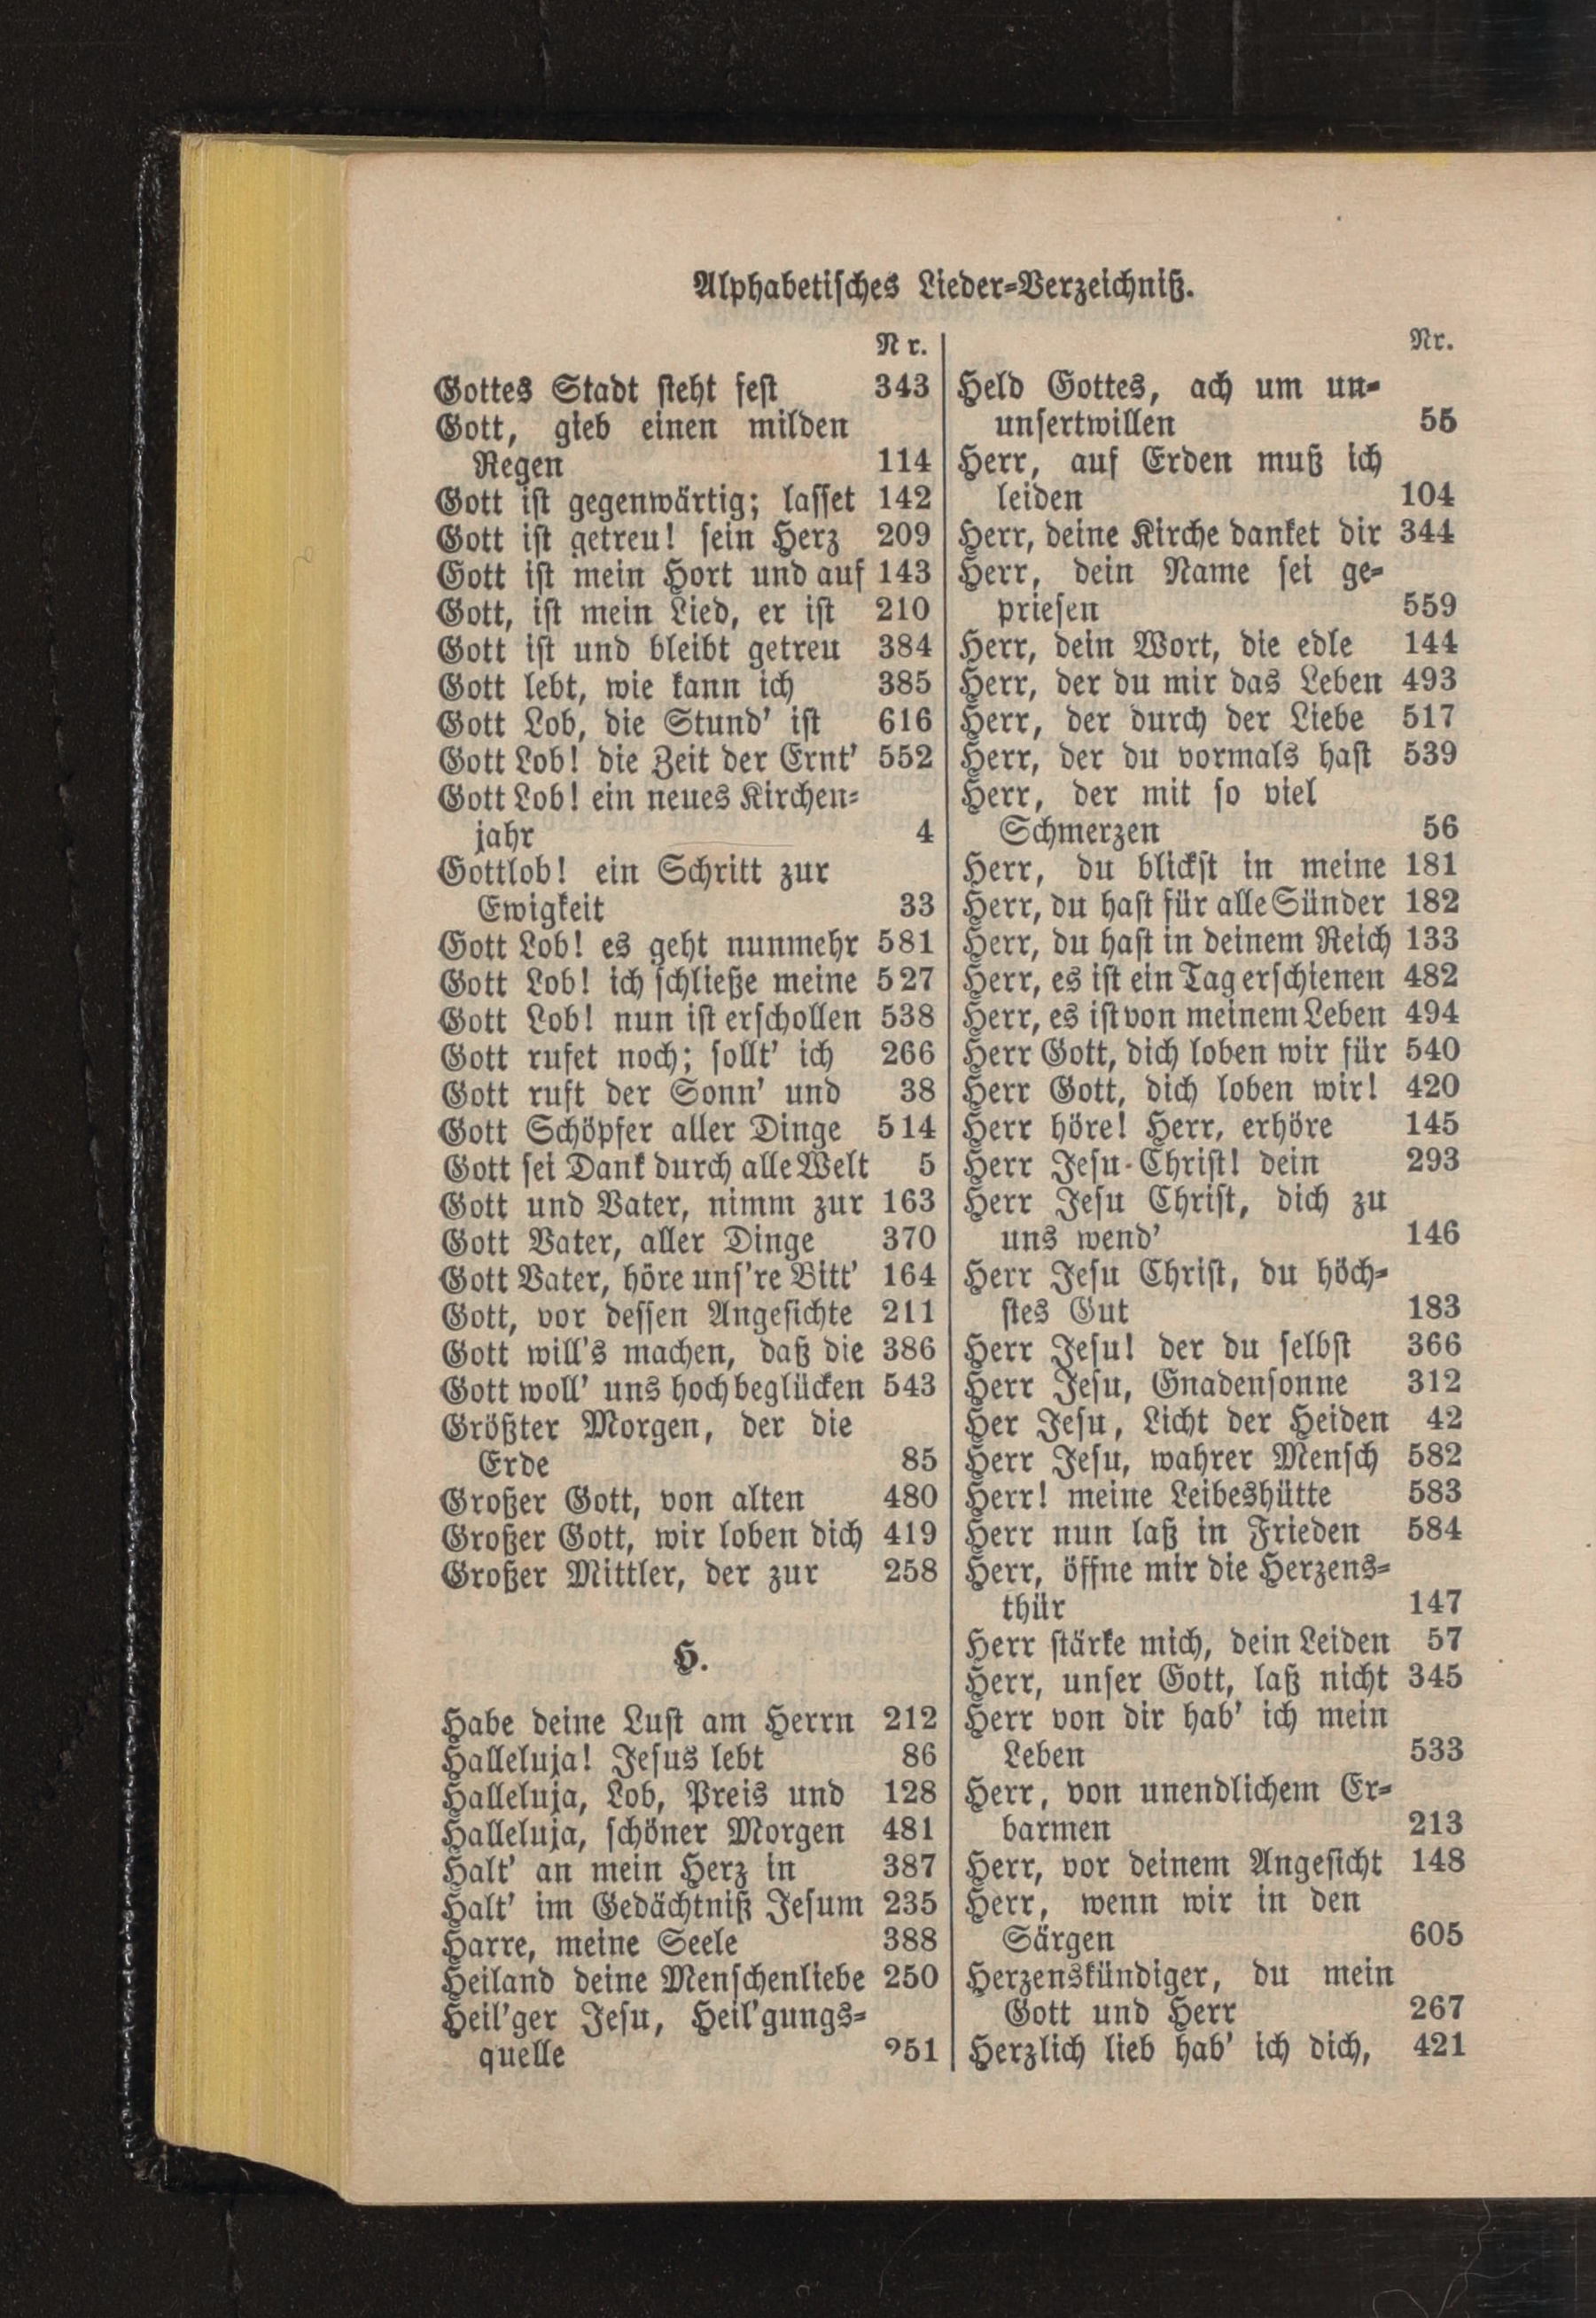 Alphabetisches Lieder-Verzeichniß.
Nr.
Gottes Stadt steht fest 343
Gott, gieb einen milden
Regen 114
Gott ist gegenwärtig; lasset 142
Gott ist getreu! sein Herz 209
Gott ist mein Hort und auf 143
Gott, ist mein Lied, er ist 210
Gott ist und bleibt getreu 384
Gott lebt, wie kann ich 385
Gott Lob, die Stund' ist 616
Gott Lob! die Zeit der Ernt' 552
Gott Lob! ein neues Kirchen-
jahr 4
Gottlob! ein Schritt zur
Ewigkeit 33
Gott Lob! es geht nunmehr 581
Gott Lob! ich schließe meine 527
Gott Lob! nun ist erschollen 538
Gott rufet noch; sollt' ich 266
Gott ruft der Sonn' und 38
Gott Schöpfer aller Dinge 514
Gott sei Dank durch alle Welt 5
Gott und Vater, nimm zur 163
Gott Vater, aller Dinge 370
Gott Vater, höre uns're Bitt' 164
Gott, vor dessen Angesichte 211
Gott will's machen, daß die 386
Gott woll' uns hoch beglücken 543
Größter Morgen, der die
Erde 85
Großer Gott, von alten 480
Großer Gott, wir loben dich 419
Großer Mittler, der zur 258
H.
Habe deine Lust am Herrn 212
Halleluja! Jesus lebt 86
Halleluja, Lob, Preis und 128
Halleluja, schöner Morgen 481
Halt' an mein Herz in 387
Halt' im Gedächtniß Jesum 235
Harre, meine Seele 388
Heiland deine Menschenliebe 250
Heil'ger Jesu, Heil'gungs-
quelle 251
Nr.
Held Gottes, ach um un-
unsertwillen 55
Herr, auf Erden muß ich
leiden 104
Herr, deine Kirche danket dir 344
Herr, dein Name sei ge-
priesen 559
Herr, dein Wort, die edle 144
Herr, der du mir das Leben 493
Herr, der durch der Liebe 517
Herr, der du vormals hast 539
Herr, der mit so viel
Schmerzen 56
Herr, du blickst in meine 181
Herr, du hast für alle Sünder 182
Herr, du hast in deinem Reich 133
Herr, es ist ein Tag erschienen 482
Herr, es ist von meinem Leben 494
Herr Gott, dich loben wir für 540
Herr Gott, dich loben wir! 420
Herr höre! Herr, erhöre 145
Herr Jesu-Christ! dein 293
Herr Jesu Christ, dich zu
uns wend' 146
Herr Jesu Christ, du höch-
stes Gut 183
Herr Jesu! der du selbst 366
Herr Jesu, Gnadensonne 312
Her Jesu, Licht der Heiden 42
Herr Jesu, wahrer Mensch 582
Herr! meine Leibeshütte 583
Herr nun laß in Frieden 584
Herr, öffne mir die Herzens-
thür 147
Herr stärke mich, dein Leiden 57
Herr, unser Gott, laß nicht 345
Herr von dir hab' ich mein
Leben 533
Herr, von unendlichem Er-
barmen 213
Herr, vor deinem Angesicht 148
Herr, wenn wir in den
Särgen 605
Herzenskündiger, du mein
Gott und Herr 267
Herzlich lieb hab' ich dich, 421